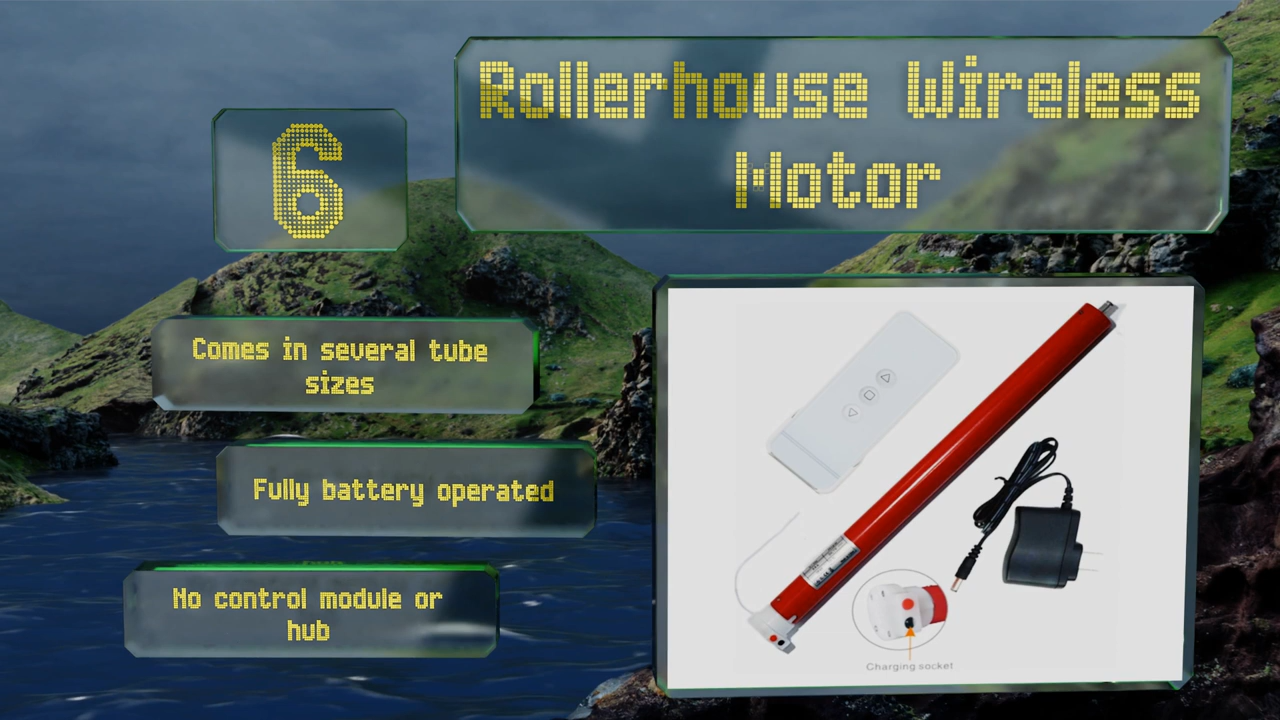 6
Rollerhouse Wireless
Motor
Comes in several tube
sizes
Fully battery operated
No control module or
hub
Charging socket